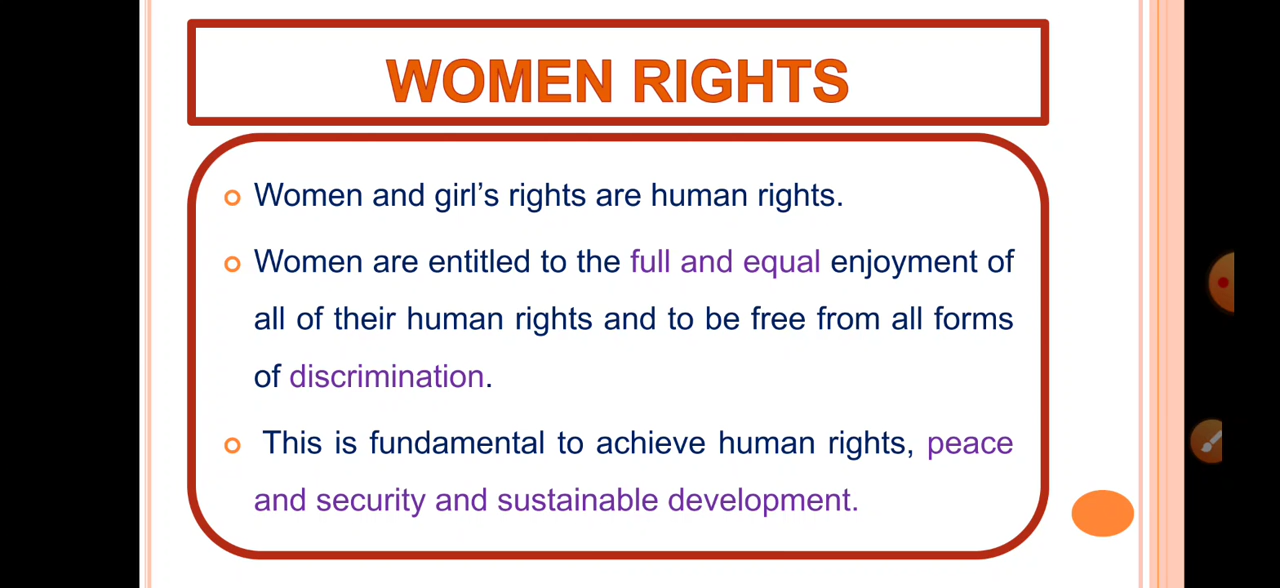 WOMEN RIGHTS
Women and girl’s rights are human rights.
Women are entitled to the full and equal enjoyment of
all of their human rights and to be free from all forms
of discrimination.
This is fundamental to achieve human rights, peace
and security and sustainable development.